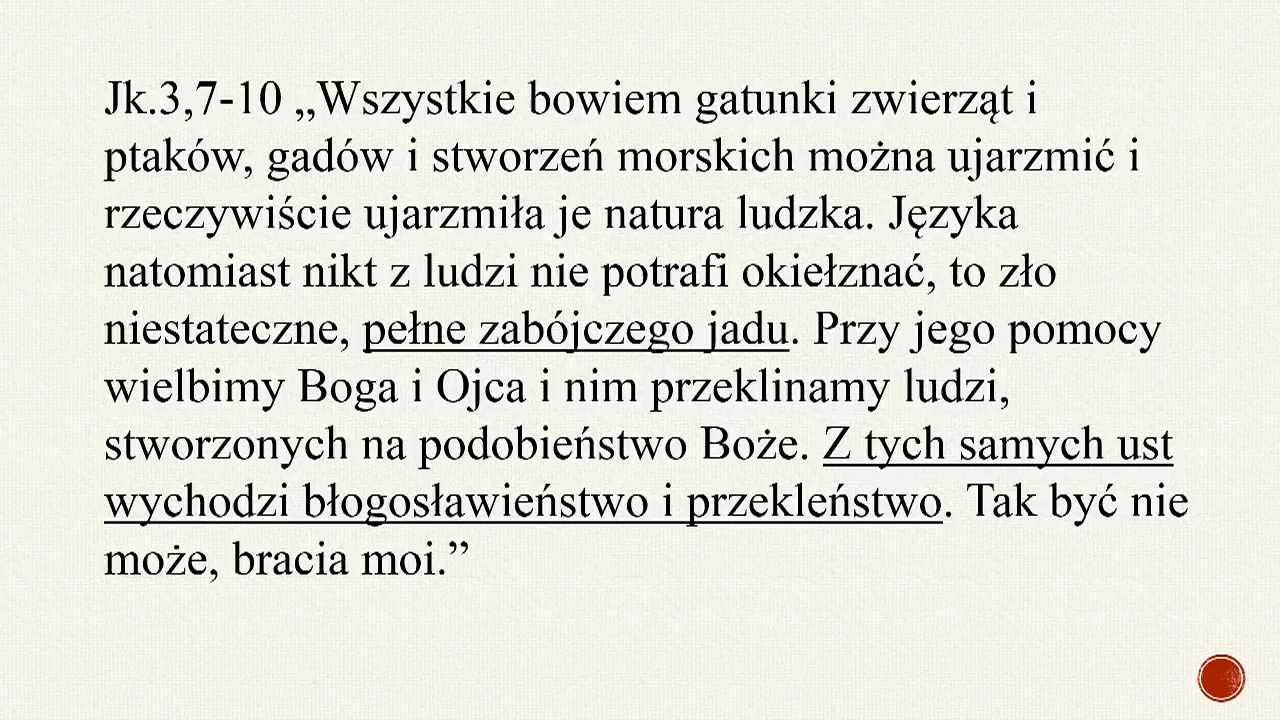 Jk.3,7-10 „Wszystkie bowiem gatunki zwierząt i
ptaków, gadów i stworzeń morskich można ujarzmić i
rzeczywiście ujarzmiła je natura ludzka. Języka
natomiast nikt z ludzi nie potrafi okiełznać, to zło
niestateczne, pełne zabójczego jadu. Przy jego pomocy
wielbimy Boga i Ojca i nim przeklinamy ludzi,
stworzonych na podobieństwo Boże. Z tych samych ust
wychodzi błogosławieństwo i przekleństwo. Tak być nie
może, bracia moi.”